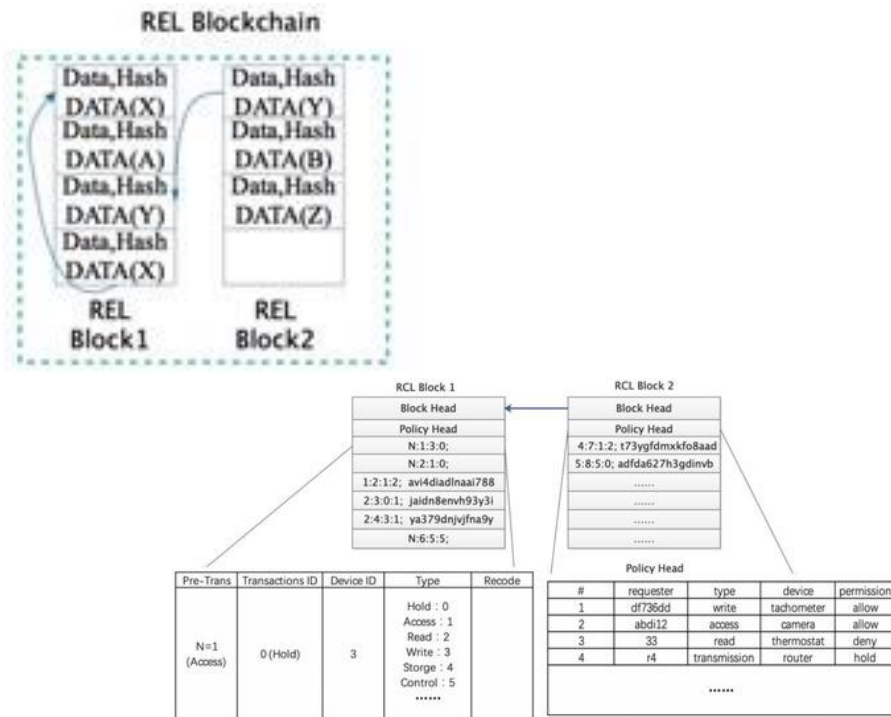 REL Blockchain
Data,Hash
DATA(X)
Data,Hash
DATA(A)
Data,Hash
DATA(Y)
Data,Hash
DATA(X)
REL
Block1
Data,Hash
DATA(Y)
Data,Hash
DATA(B)
Data,Hash
DATA(Z)
REL
Block2
RCL Block 1
Block Head
Policy Head
N:1:3:0;
N:2:1:0;
1:2:1:2; avi4diadlnaai788
2:3:0:1; jaidn8envh93y3i
2:4:3:1; ya379dnjvjfna9y
N:6:5:5;
RCL Block 2
Block Head
Policy Head
4:7:1:2; t73ygfdmxkfo8aad
5:8:5:0; adfda627h3gdinvb
......
......
......
......
Pre-Trans Transactions ID Device ID Type Recode
N=1
(Access)
0 (Hold)
3
Hold : 0
Access : 1
Read : 2
Write : 3
Storge : 4
Control : 5
......
Policy Head
# requester type device permission
1 df736dd write tachometer allow
2 abdi12 access camera allow
3 33 read thermostat deny
4 r4 transmission router hold
......